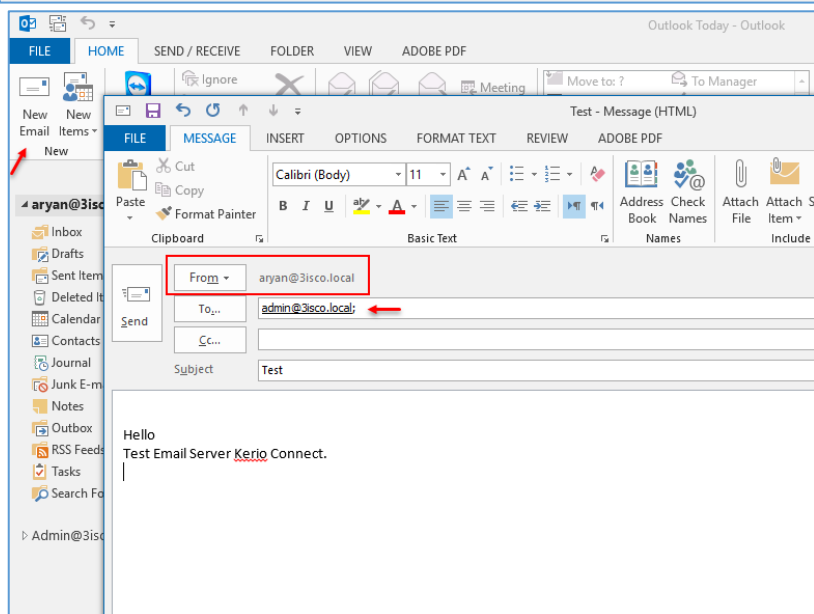 Outlook Today - Outlook
FILE HOME SEND / RECEIVE FOLDER VIEW ADOBE PDF
New Email
New Items
Ignore
Meeting
Move to: ?
To Manager
New
Test - Message (HTML)
FILE MESSAGE INSERT OPTIONS FORMAT TEXT REVIEW ADOBE PDF
Paste
Cut
Copy
Format Painter
Clipboard
Calibri (Body) 11
B I U
Basic Text
Address Book
Check Names
Names
Attach File
Attach Item
S
Include
aryan@3isc
Inbox
Drafts
Sent Item
Deleted It
Calendar
Contacts
Journal
Junk E-m
Notes
Outbox
RSS Feeds
Tasks
Search Fo
Admin@3isc
Send
From aryan@3isco.local
To... admin@3isco.local;
Cc...
Subject Test
Hello
Test Email Server Kerio Connect.